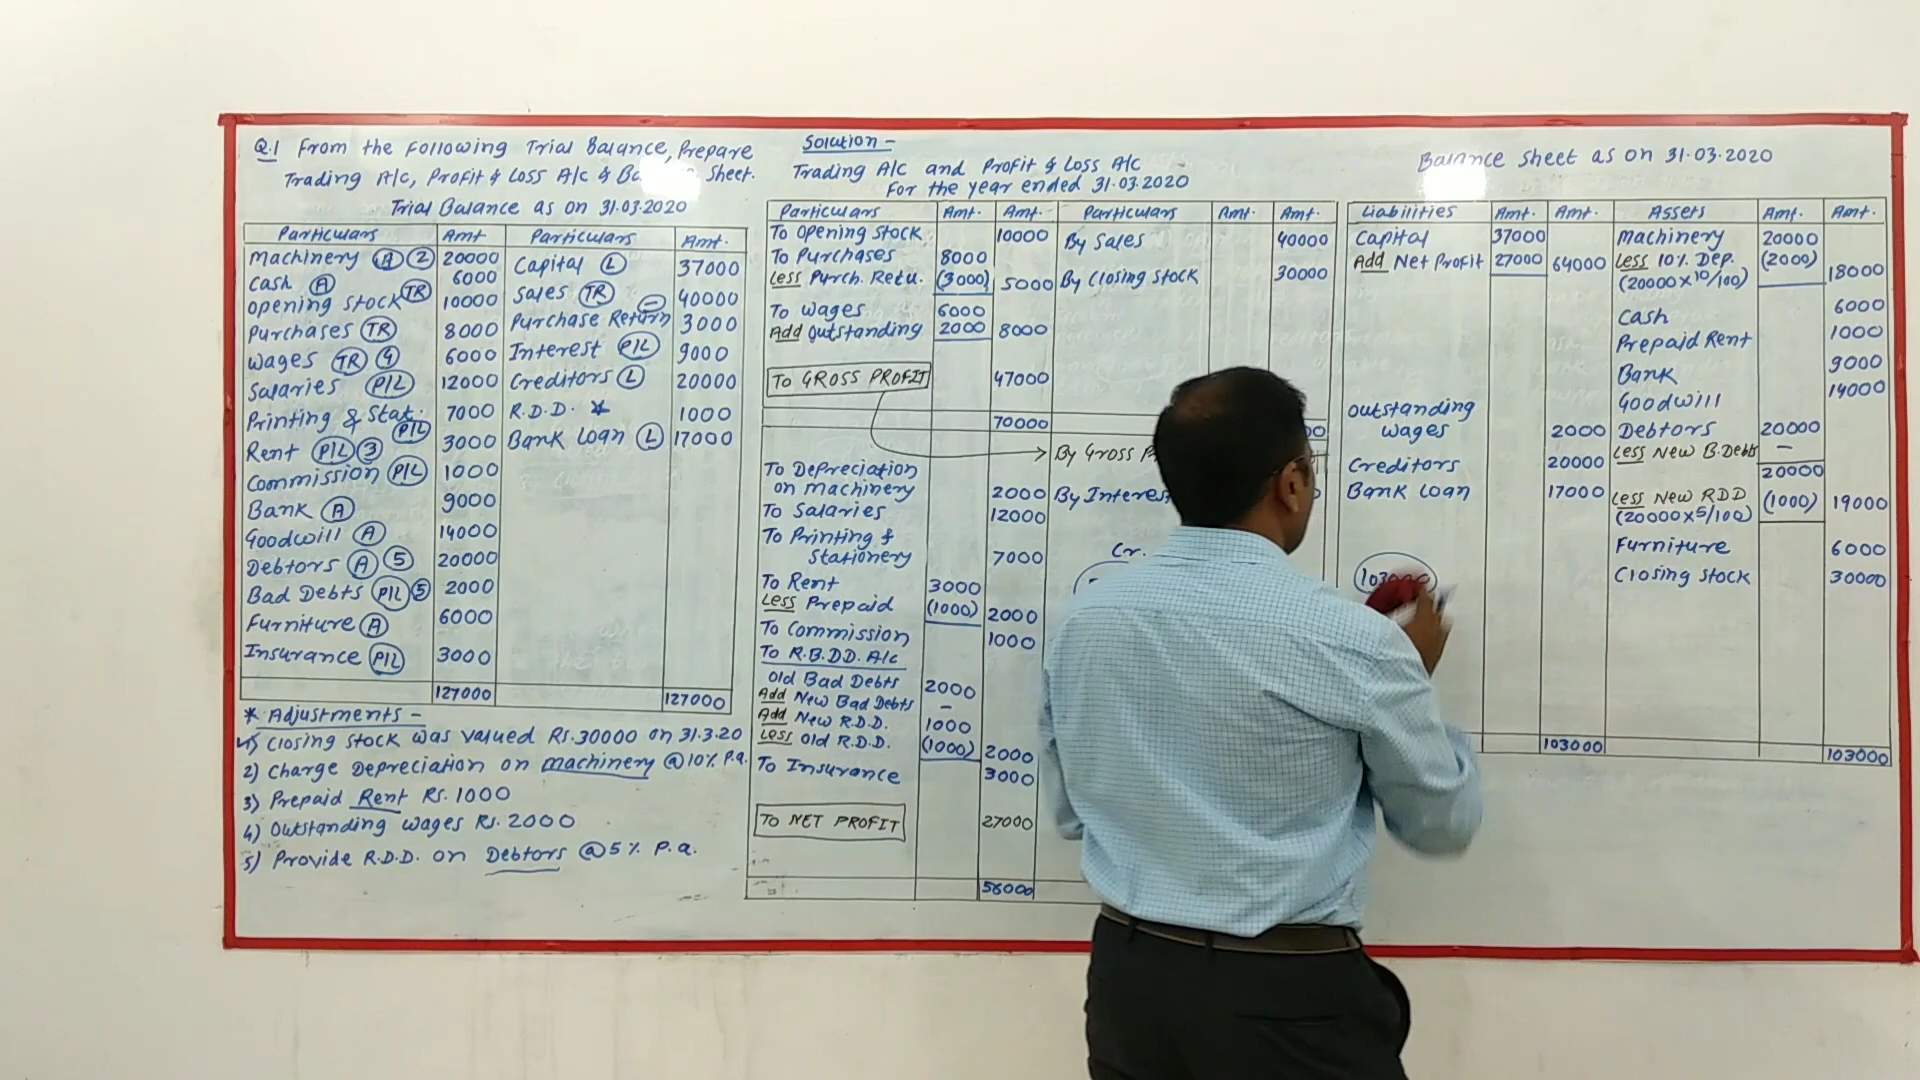 Q.1 From the Following Trial Balance, Prepare
Trading A/c, Profit & Loss A/c & Sheet.
Trial Balance as on 31.03.2020
Particulars Amt Particulars Amt.
Machinery (A) (2) 20000 Capital (L) 37000
Cash (A) 6000 Sales (TR) 40000
Opening Stock (TR) 10000 Purchase Return (-) 3000
Purchases (TR) 8000 Interest (P/L) 9000
Wages (TR) (4) 6000 Creditors (L) 20000
Salaries (P/L) 12000 R.D.D. * 1000
Printing & Stat. (P/L) 7000 Bank Loan (L) 17000
Rent (P/L) (3) 3000
Commission (P/L) 1000
Bank (A) 9000
Goodwill (A) 14000
Debtors (A) (5) 20000
Bad Debts (P/L) (5) 2000
Furniture (A) 6000
Insurance (P/L) 3000
127000 127000
* Adjustments -
1) Closing Stock was valued Rs.30000 on 31.3.20
2) Charge Depreciation on machinery @10% P.a.
3) Prepaid Rent Rs. 1000
4) Outstanding wages Rs. 2000
5) Provide R.D.D. on Debtors @5% P.a.
Solution -
Trading A/c and Profit & Loss A/c
For the year ended 31.03.2020
Particulars Amt. Amt. Particulars Amt. Amt.
To Opening Stock 10000 By Sales 40000
To Purchases 8000
Less Purch. Retu. (3000) 5000 By Closing Stock 30000
To Wages 6000
Add Outstanding 2000 8000
To GROSS PROFIT 47000
70000
By Gross
To Depreciation
on machinery 2000 By Interest
To Salaries 12000
To Printing &
Stationery 7000 Cr.
To Rent 3000
Less Prepaid (1000) 2000
To Commission 1000
To R.B.D.D. A/c
Old Bad Debts 2000
Add New Bad Debts -
Add New R.D.D. 1000
Less Old R.D.D. (1000) 2000
To Insurance 3000
To NET PROFIT 27000
56000
Balance Sheet as on 31.03.2020
Liabilities Amt. Amt. Assets Amt. Amt.
Capital 37000 Machinery 20000
Add Net Profit 27000 64000 Less 10% Dep. (2000)
(20000x10/100) 18000
Cash 6000
Prepaid Rent 1000
Bank 9000
Goodwill 14000
Outstanding
Wages 2000 Debtors 20000
Less New B.Debts -
Creditors 20000 20000
Bank Loan 17000 Less New RDD (1000) 19000
(20000x5/100)
Furniture 6000
103000 Closing Stock 30000
103000 103000